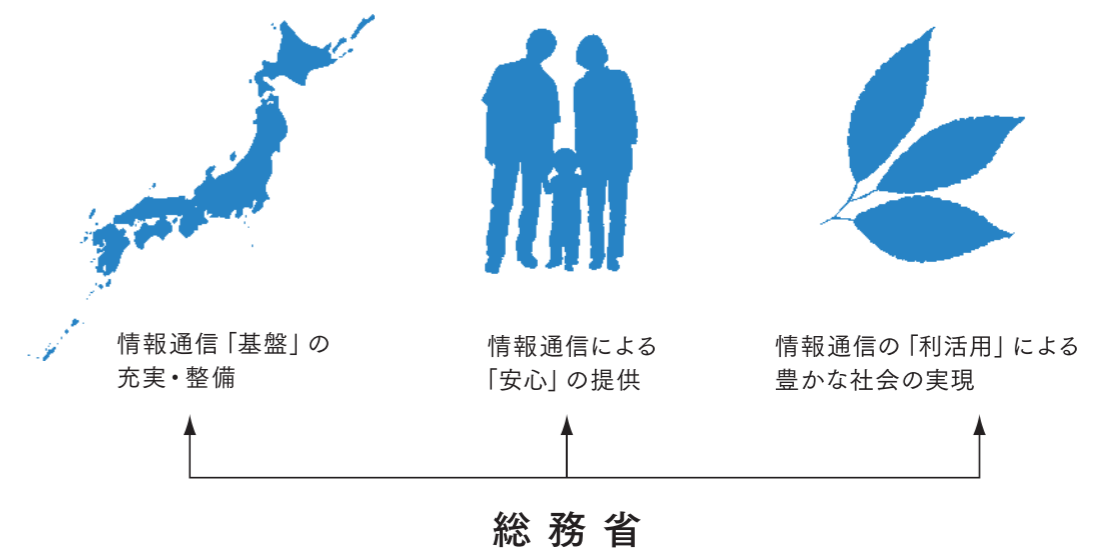 情報通信「基盤」の
充実・整備
情報通信による
「安心」の提供
情報通信の「利活用」による
豊かな社会の実現
総務省